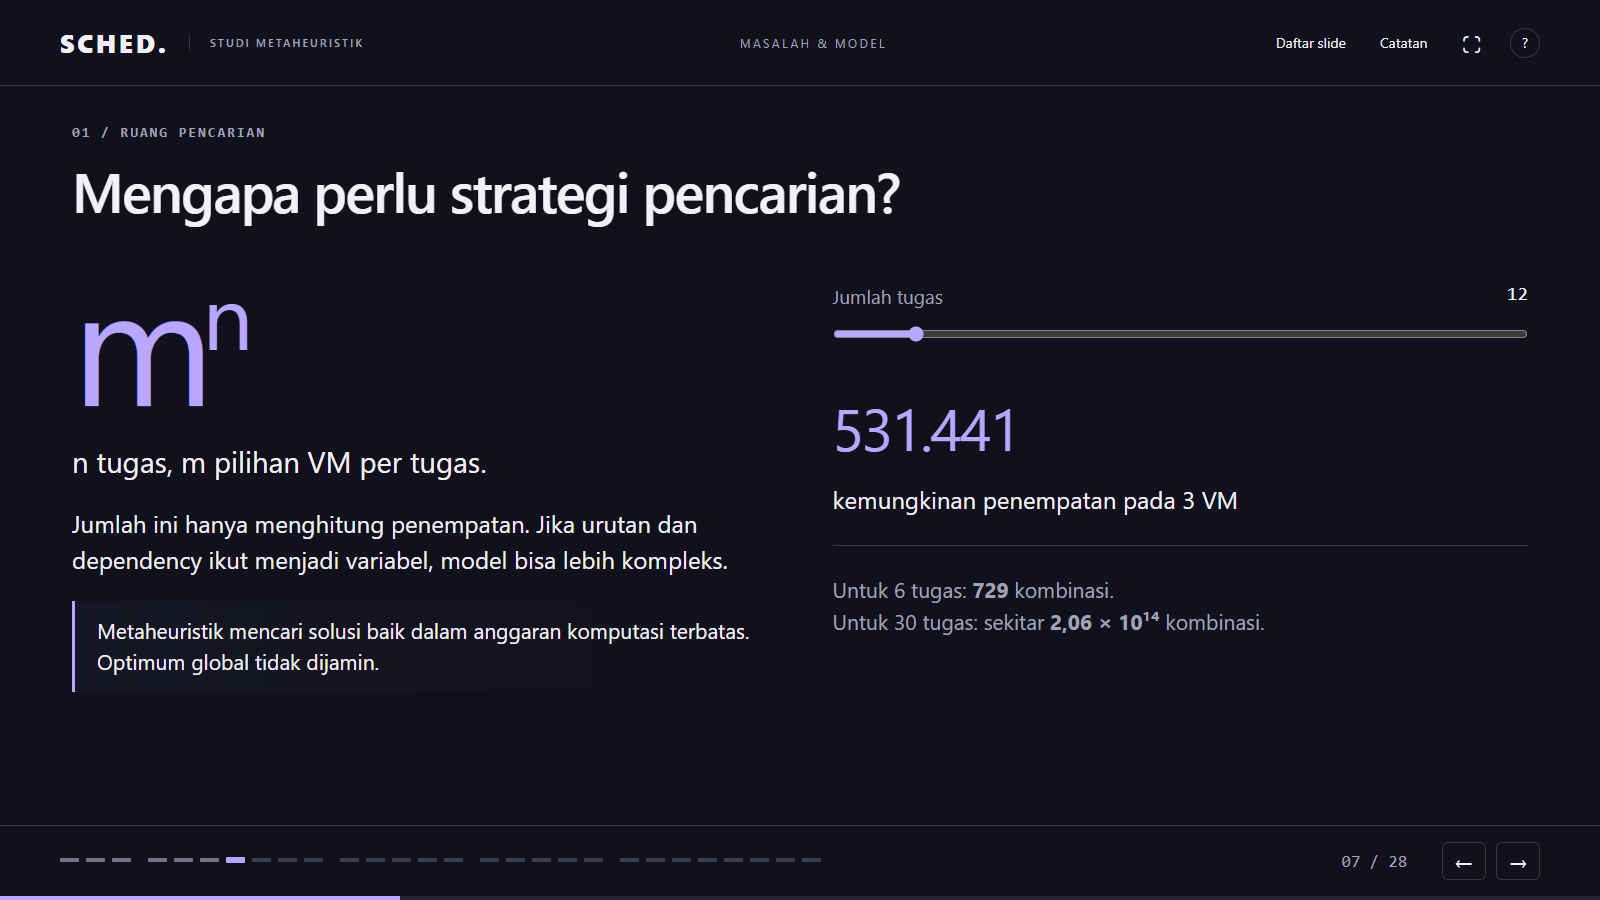 SCHED.
STUDI METAHEURISTIK
MASALAH & MODEL
Daftar slide
Catatan
?
01 / RUANG PENCARIAN
Mengapa perlu strategi pencarian?
mⁿ
n tugas, m pilihan VM per tugas.
Jumlah ini hanya menghitung penempatan. Jika urutan dan
dependency ikut menjadi variabel, model bisa lebih kompleks.
Metaheuristik mencari solusi baik dalam anggaran komputasi terbatas.
Optimum global tidak dijamin.
Jumlah tugas
12
531.441
kemungkinan penempatan pada 3 VM
Untuk 6 tugas: 729 kombinasi.
Untuk 30 tugas: sekitar 2,06 × 10¹⁴ kombinasi.
07 / 28
← →